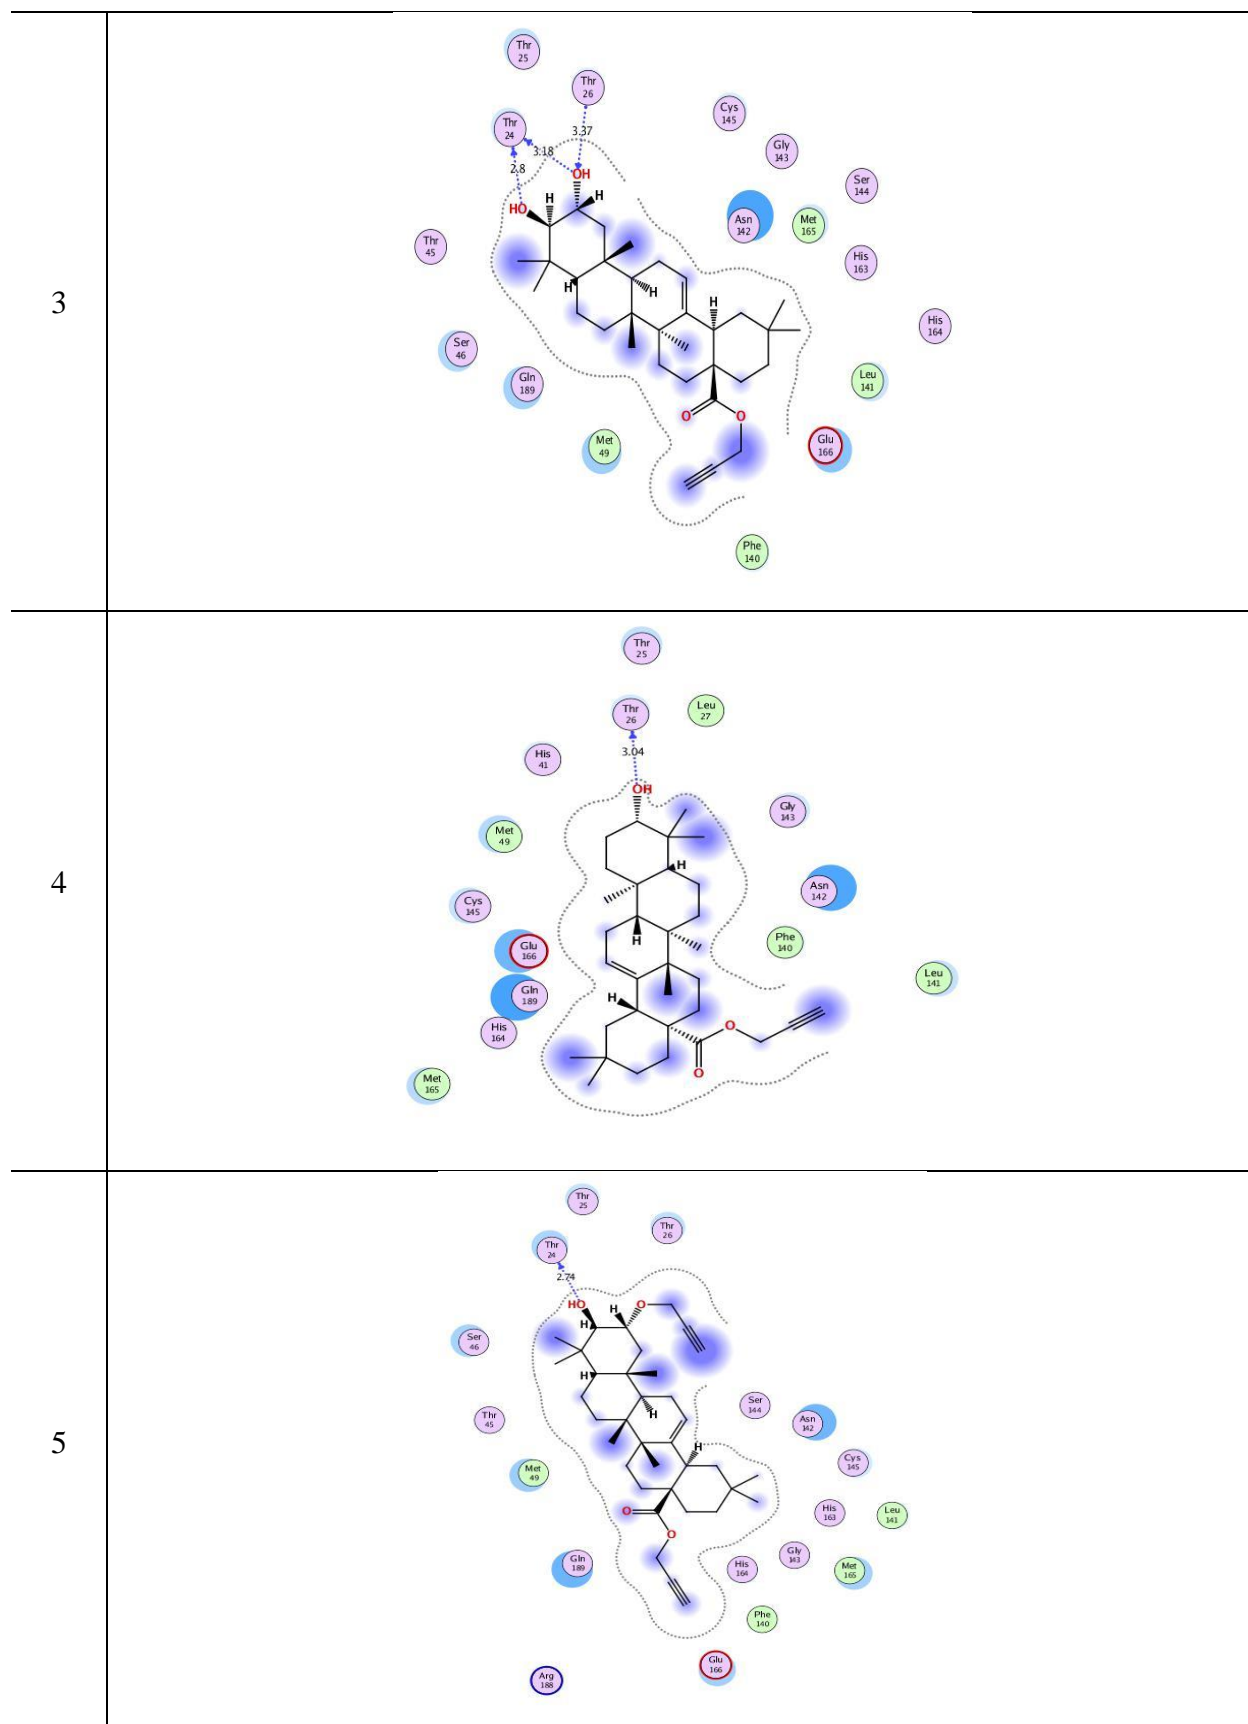 3
Thr
25
Thr
26
Thr
24
3.37
3.18
2.8
OH
H
H
HO
Cys
145
Gly
143
Ser
144
Asn
142
Met
165
His
163
His
164
Thr
45
H
H
H
Ser
46
Gln
189
Leu
141
O
O
Met
49
Glu
166
Phe
140
4
Thr
25
Thr
26
Leu
27
3.04
His
41
OH
Gly
143
Met
49
H
Asn
142
Cys
145
H
Phe
140
Glu
166
Gln
189
Leu
141
H
His
164
O
O
Met
165
5
Thr
25
Thr
26
Thr
24
2.74
HO
H
H
O
Ser
46
H
H
Thr
45
Ser
144
Asn
142
H
Met
49
Cys
145
O
O
His
163
Leu
141
Gln
189
His
164
Gly
143
Met
165
Phe
140
Glu
166
Arg
188